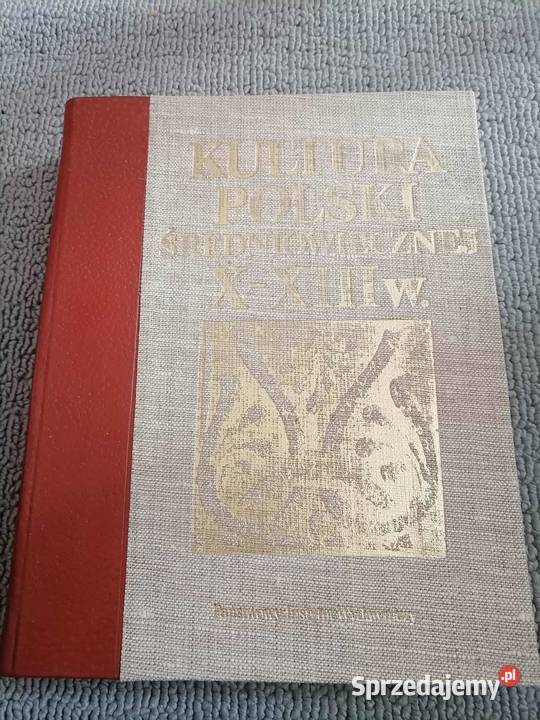 KULTURA
POLSKI
ŚREDNIOWIECZNEJ
X-XIII w.
Państwowy Instytut Wydawniczy
Sprzedajemy.pl